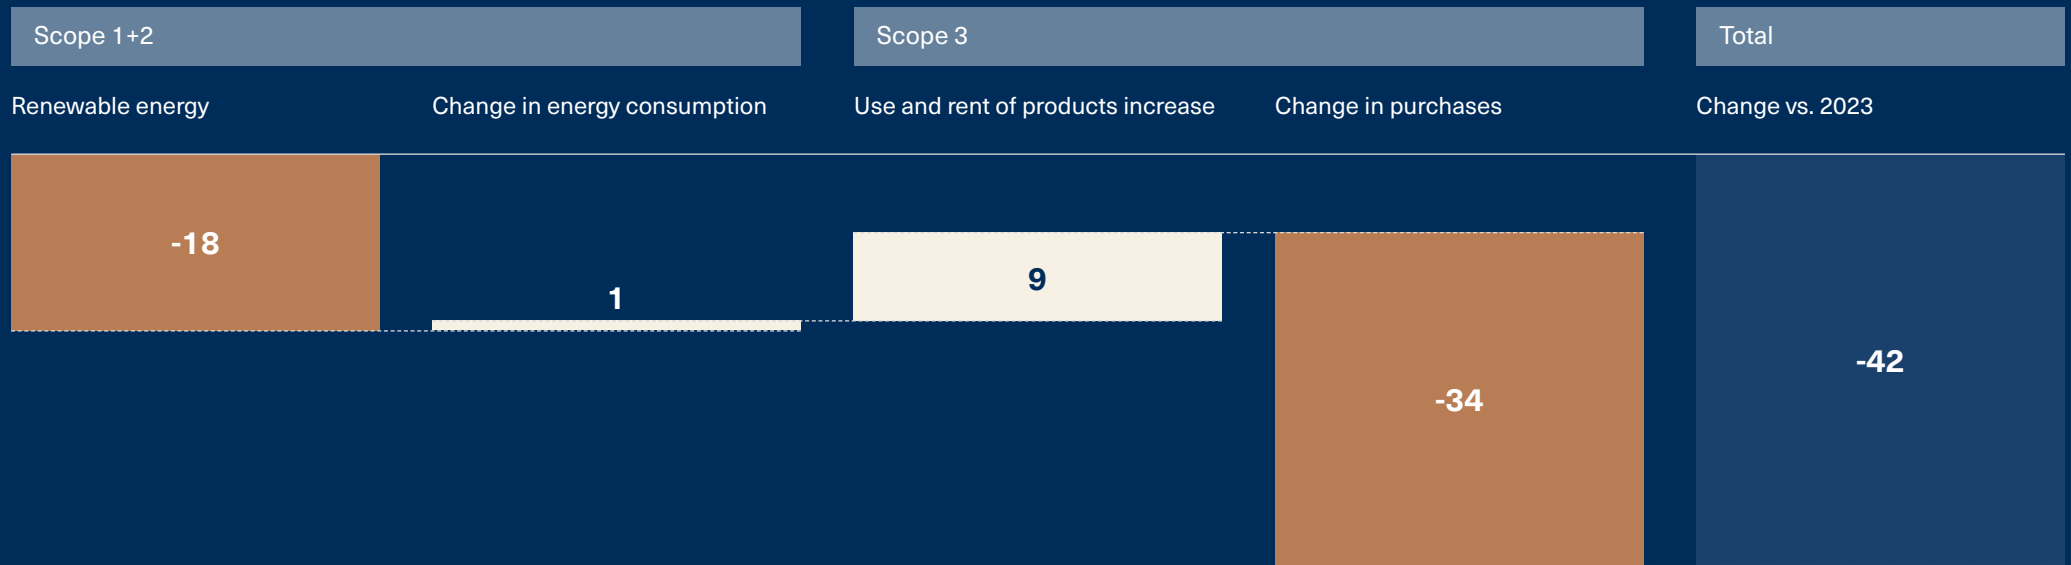 Scope 1+2
Scope 3
Total
Renewable energy
Change in energy consumption
Use and rent of products increase
Change in purchases
Change vs. 2023
-18
1
9
-34
-42